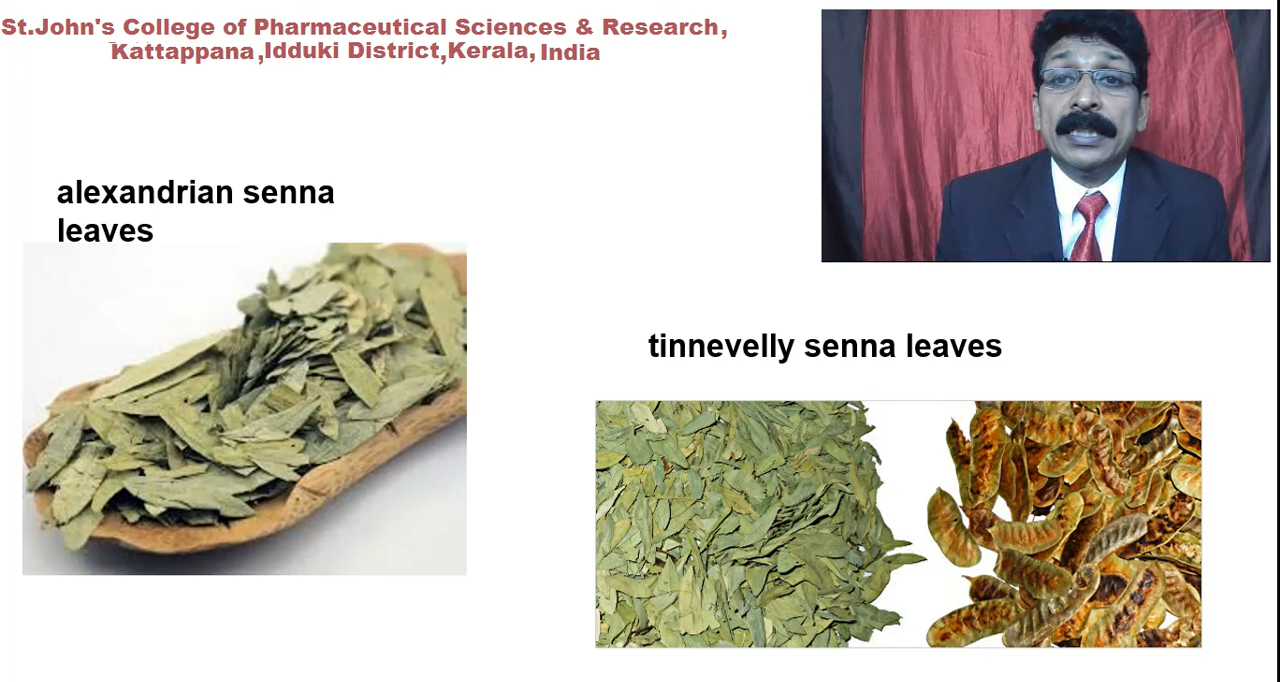 St.John's College of Pharmaceutical Sciences & Research,
Kattappana,Idduki District,Kerala, India
alexandrian senna
leaves
tinnevelly senna leaves